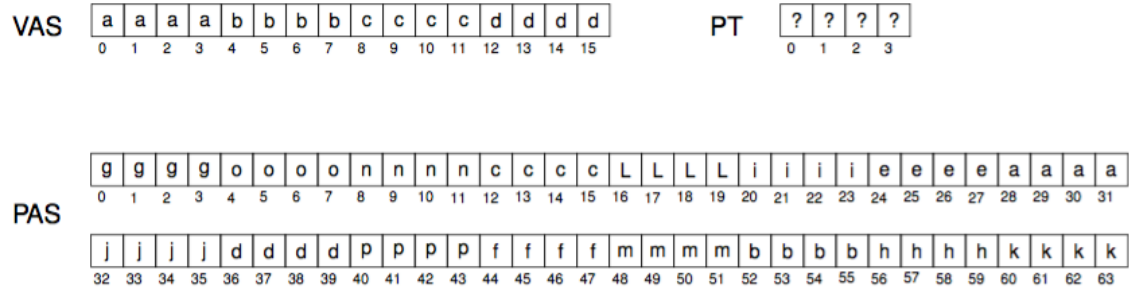 VAS a a a a b b b b c c c c d d d d PT ? ? ? ?
0 1 2 3 4 5 6 7 8 9 10 11 12 13 14 15 0 1 2 3
g g g g o o o o n n n n c c c c L L L L i i i i e e e e a a a a
0 1 2 3 4 5 6 7 8 9 10 11 12 13 14 15 16 17 18 19 20 21 22 23 24 25 26 27 28 29 30 31
PAS
j j j j d d d d p p p p f f f f m m m m b b b b h h h h k k k k
32 33 34 35 36 37 38 39 40 41 42 43 44 45 46 47 48 49 50 51 52 53 54 55 56 57 58 59 60 61 62 63